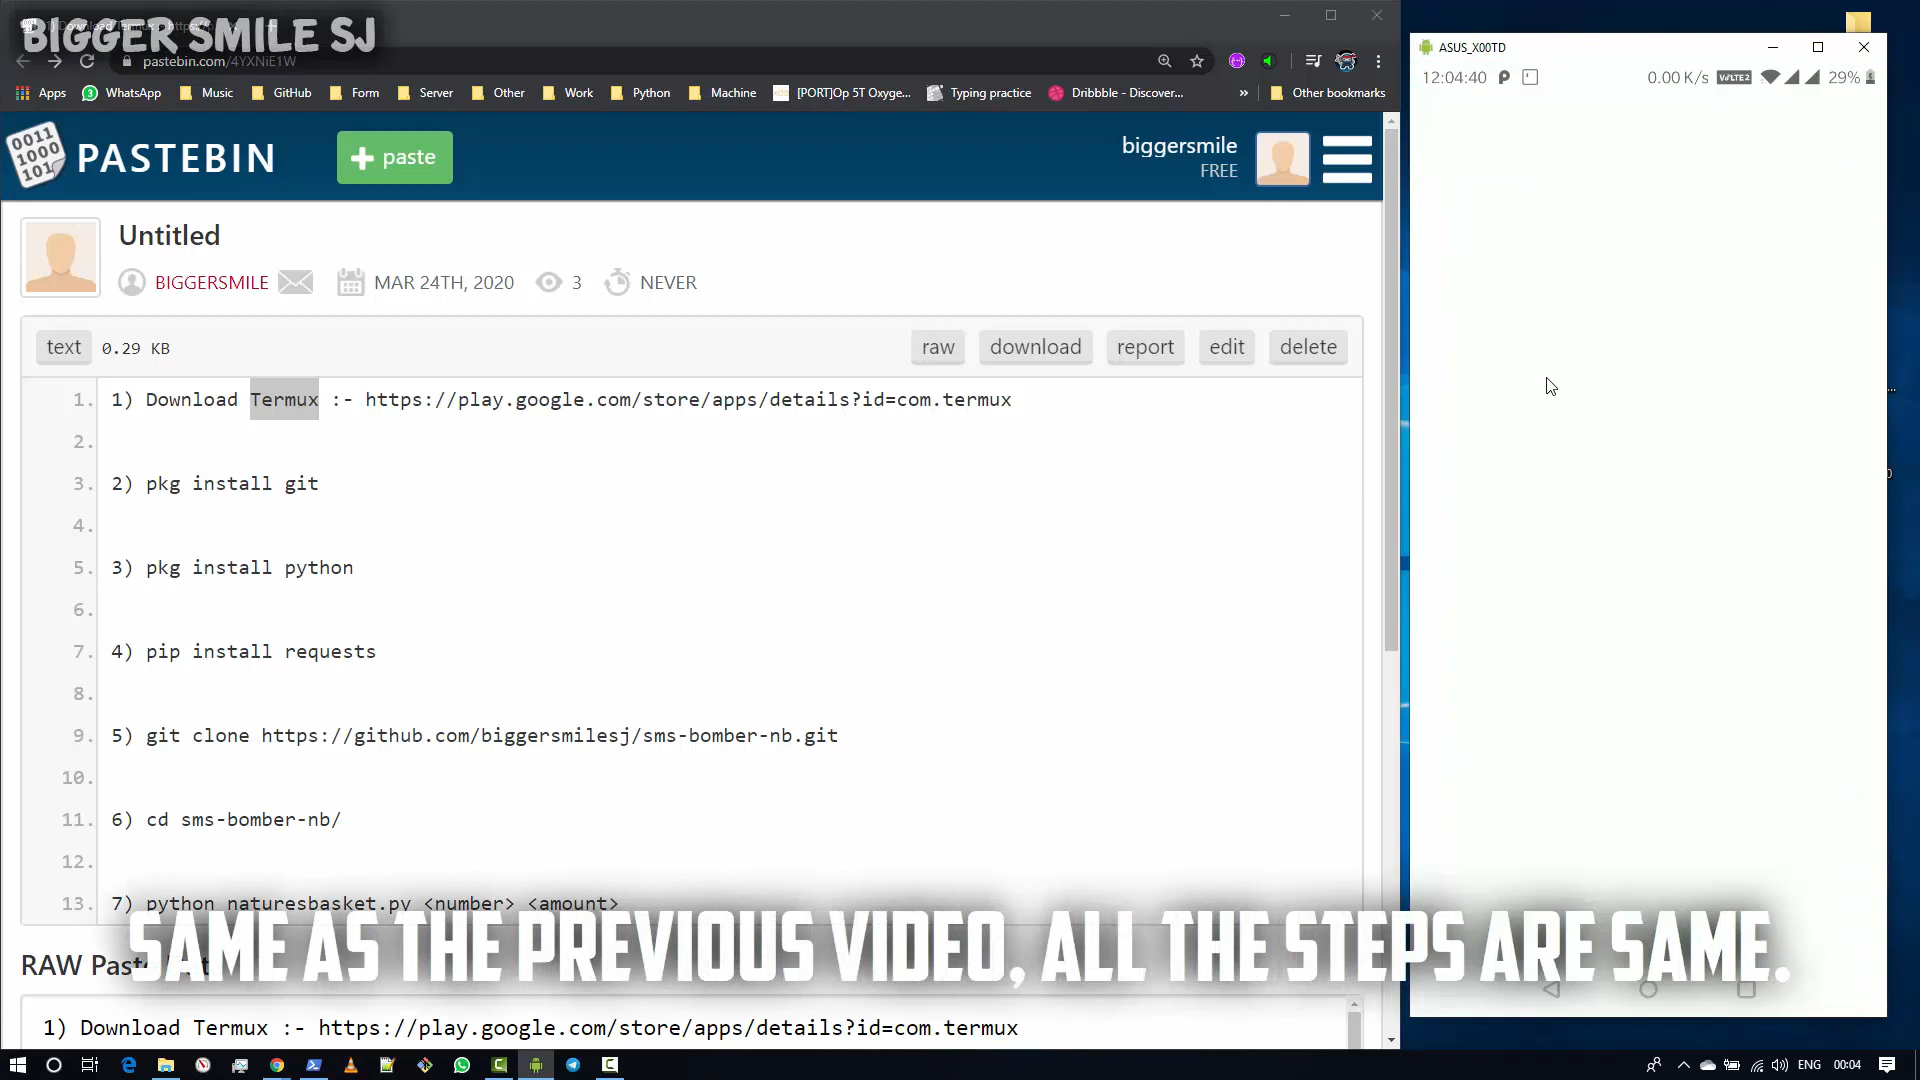 BIGGER SMILE SJ
pastebin.com/4YXNiE1W
Apps
WhatsApp
Music
GitHub
Form
Server
Other
Work
Python
Machine
[PORT]Op 5T Oxyge...
Typing practice
Dribbble - Discover...
»
Other bookmarks
0011
1000
101
PASTEBIN
+ paste
biggersmile
FREE
Untitled
BIGGERSMILE
MAR 24TH, 2020
3
NEVER
text
0.29 KB
raw
download
report
edit
delete
1. 1) Download Termux :- https://play.google.com/store/apps/details?id=com.termux
2.
3. 2) pkg install git
4.
5. 3) pkg install python
6.
7. 4) pip install requests
8.
9. 5) git clone https://github.com/biggersmilesj/sms-bomber-nb.git
10.
11. 6) cd sms-bomber-nb/
12.
13. 7) python naturesbasket.py <number> <amount>
SAME AS THE PREVIOUS VIDEO, ALL THE STEPS ARE SAME.
RAW Paste
1) Download Termux :- https://play.google.com/store/apps/details?id=com.termux
ASUS_X00TD
12:04:40
0.00 K/s
VoLTE2
29%
ENG
00:04